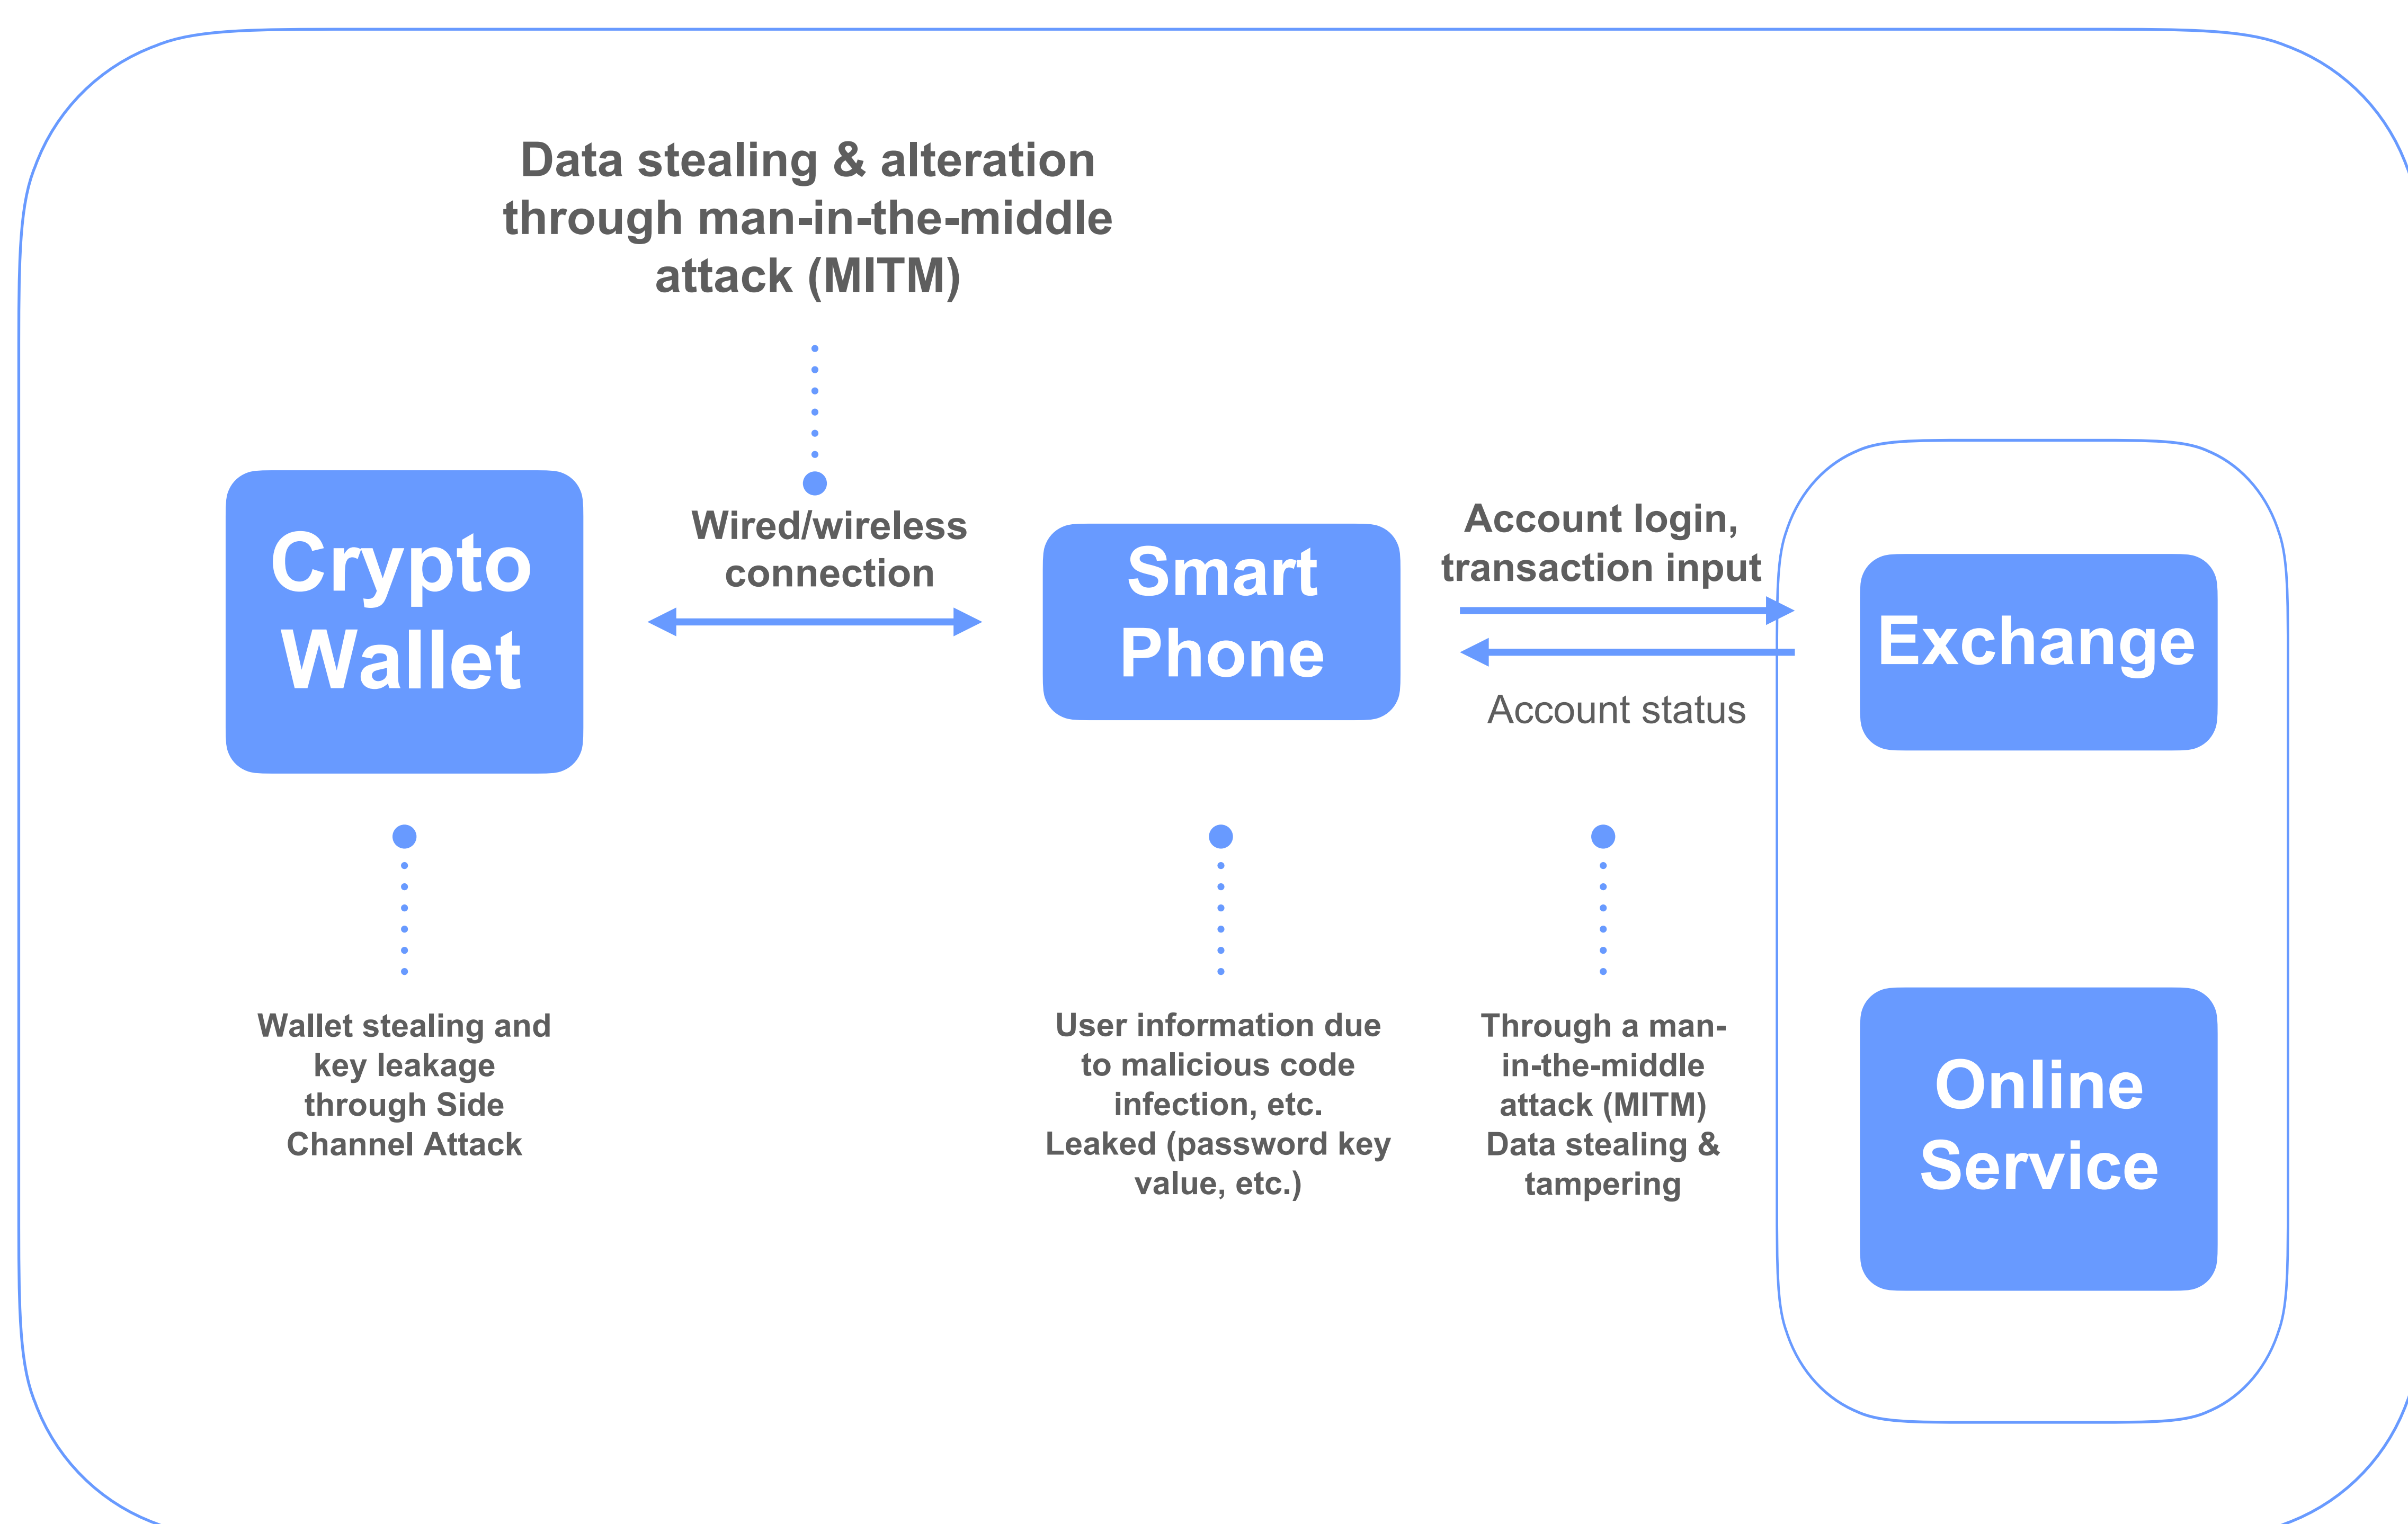 Data stealing & alteration
through man-in-the-middle
attack (MITM)
Crypto
Wallet
Wired/wireless
connection
Smart
Phone
Account login,
transaction input
Account status
Exchange
Wallet stealing and
key leakage
through Side
Channel Attack
User information due
to malicious code
infection, etc.
Leaked (password key
value, etc.)
Through a man-
in-the-middle
attack (MITM)
Data stealing &
tampering
Online
Service